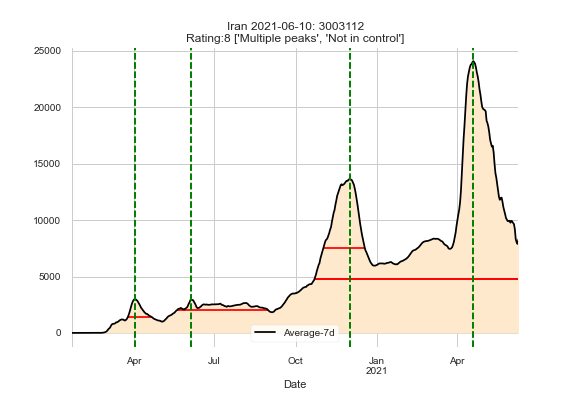 Iran 2021-06-10: 3003112
Rating:8 ['Multiple peaks', 'Not in control']
25000
20000
15000
10000
5000
0
Average-7d
Apr
Jul
Oct
Jan
2021
Apr
Date